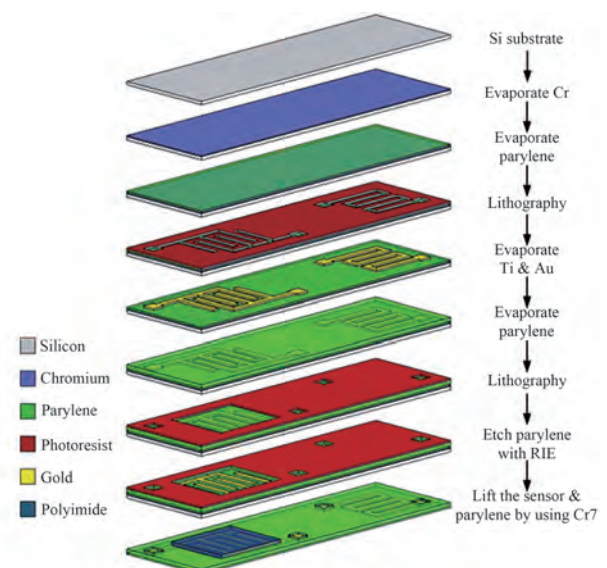 Si substrate
Evaporate Cr
Evaporate
parylene
Lithography
Evaporate
Ti & Au
Evaporate
parylene
Lithography
Etch parylene
with RIE
Lift the sensor &
parylene by using Cr7
Silicon
Chromium
Parylene
Photoresist
Gold
Polyimide